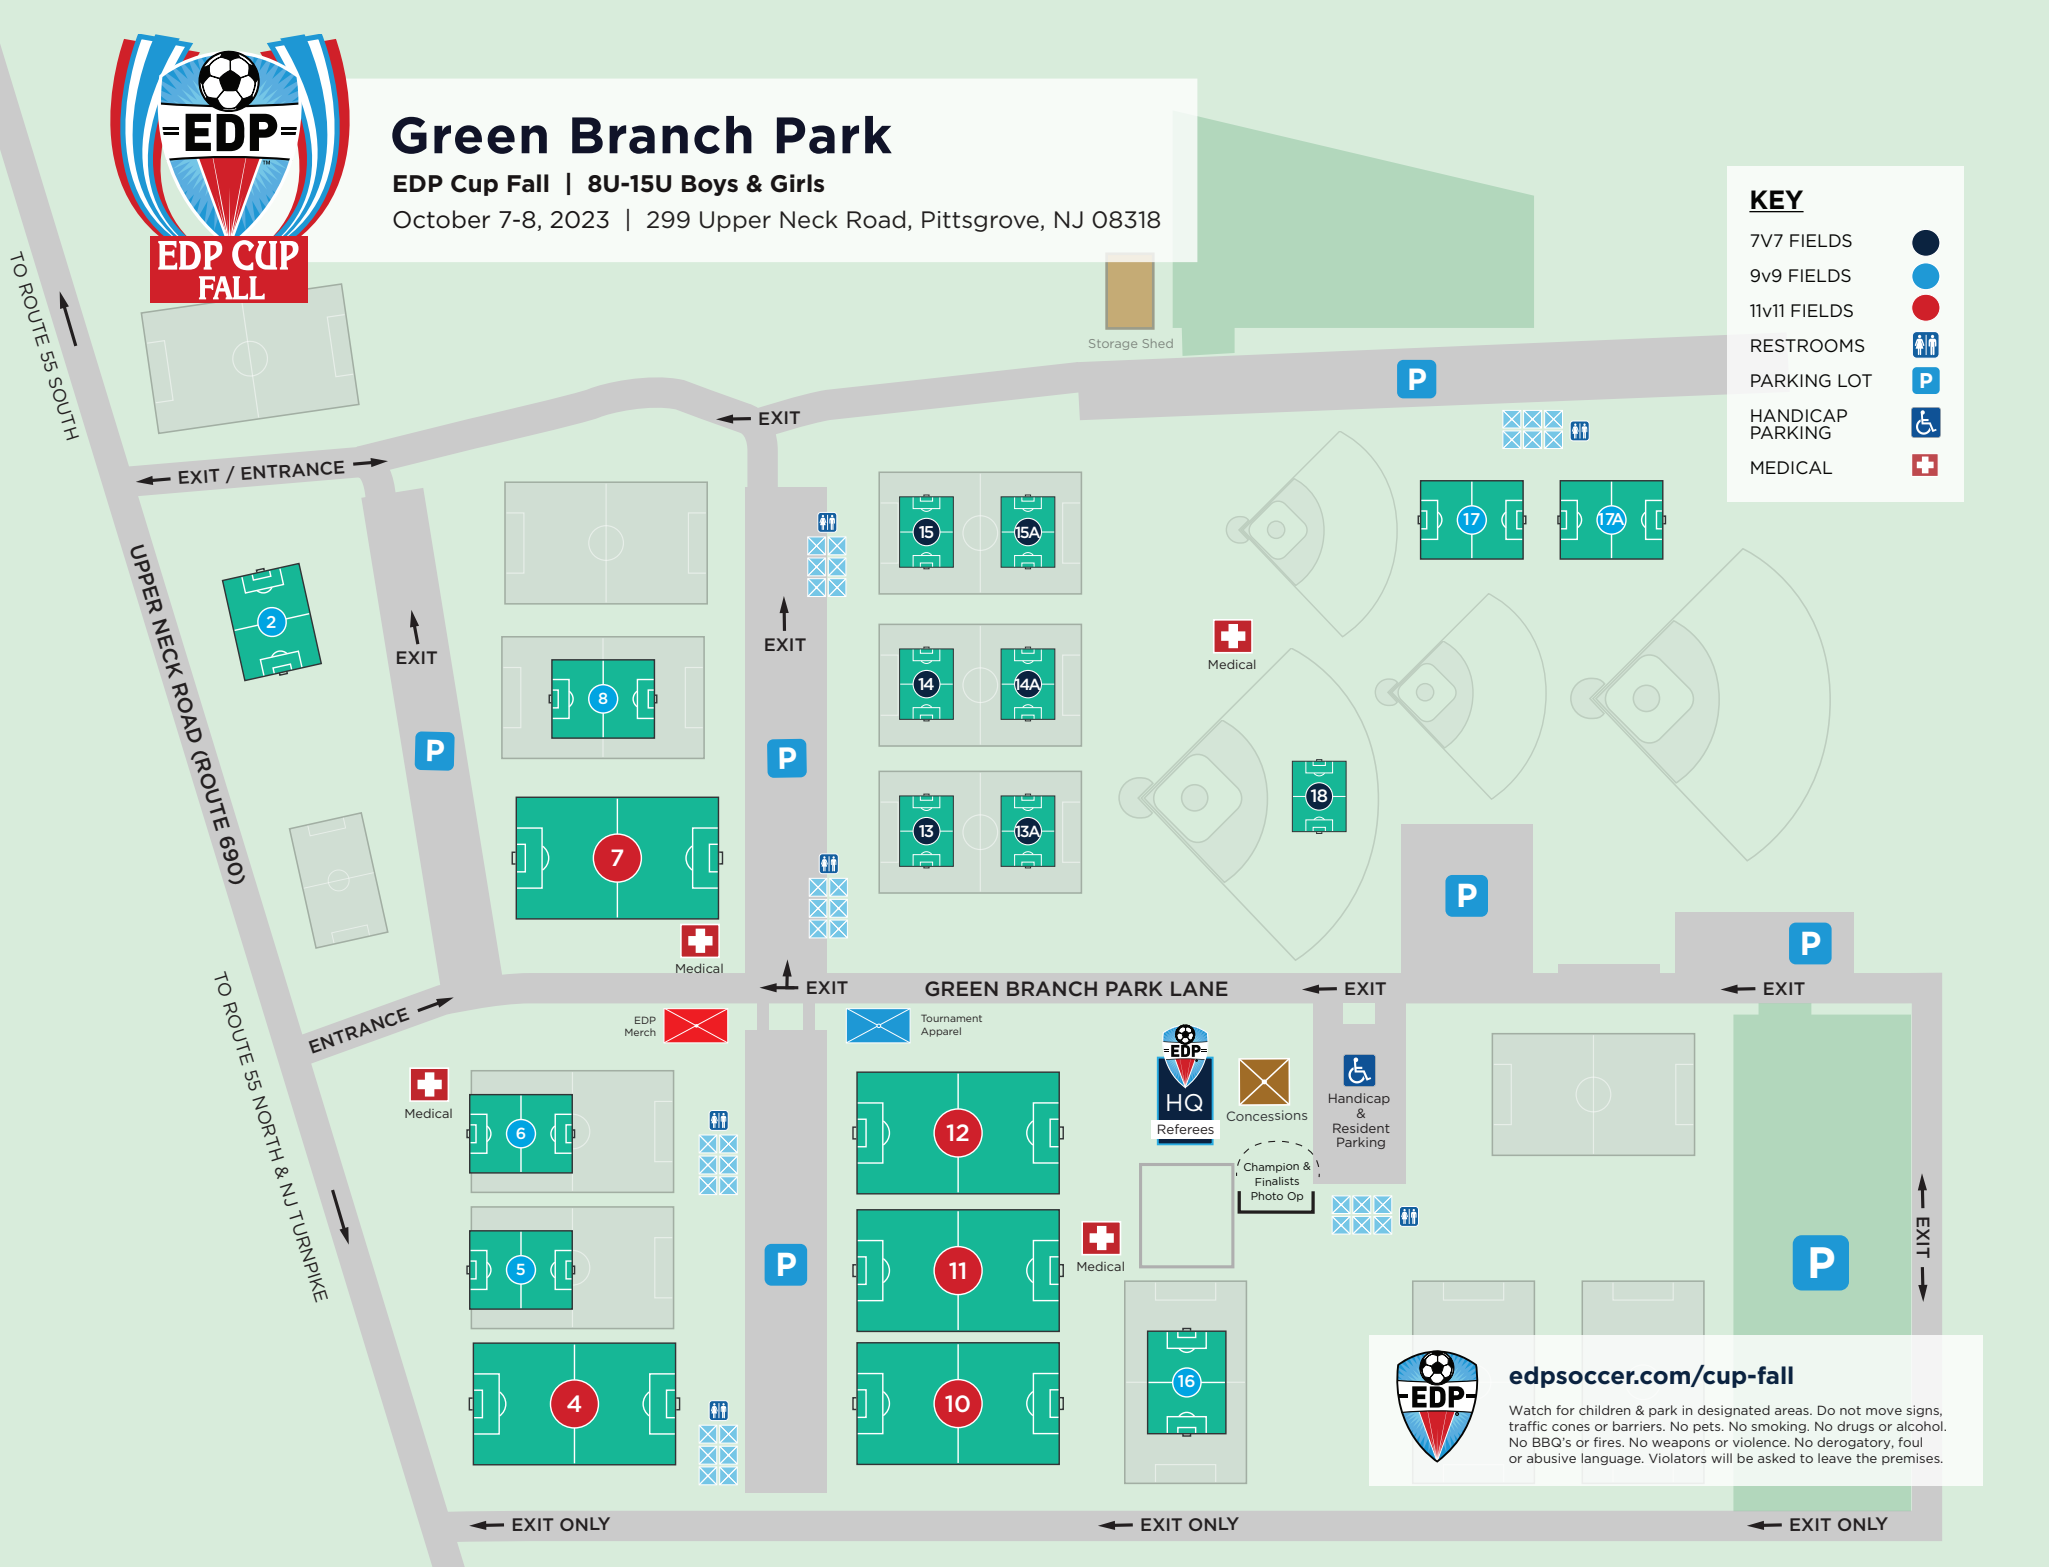 EDP
TM
EDP CUP
FALL
Green Branch Park
EDP Cup Fall | 8U-15U Boys & Girls
October 7-8, 2023 | 299 Upper Neck Road, Pittsgrove, NJ 08318
KEY
7V7 FIELDS
9v9 FIELDS
11v11 FIELDS
RESTROOMS
PARKING LOT
P
HANDICAP
PARKING
MEDICAL
Storage Shed
P
TO ROUTE 55 SOUTH
EXIT
EXIT / ENTRANCE
UPPER NECK ROAD (ROUTE 690)
15
15A
17
17A
2
EXIT
EXIT
Medical
8
14
14A
P
P
18
7
13
13A
P
P
Medical
EXIT
GREEN BRANCH PARK LANE
EXIT
EXIT
ENTRANCE
TO ROUTE 55 NORTH & NJ TURNPIKE
EDP
Merch
Tournament
Apparel
EDP
HQ
Referees
Concessions
Handicap
&
Resident
Parking
Medical
6
12
Champion &
Finalists
Photo Op
EXIT
5
P
11
Medical
P
4
10
16
EDP
edpsoccer.com/cup-fall
Watch for children & park in designated areas. Do not move signs,
traffic cones or barriers. No pets. No smoking. No drugs or alcohol.
No BBQ's or fires. No weapons or violence. No derogatory, foul
or abusive language. Violators will be asked to leave the premises.
EXIT ONLY
EXIT ONLY
EXIT ONLY